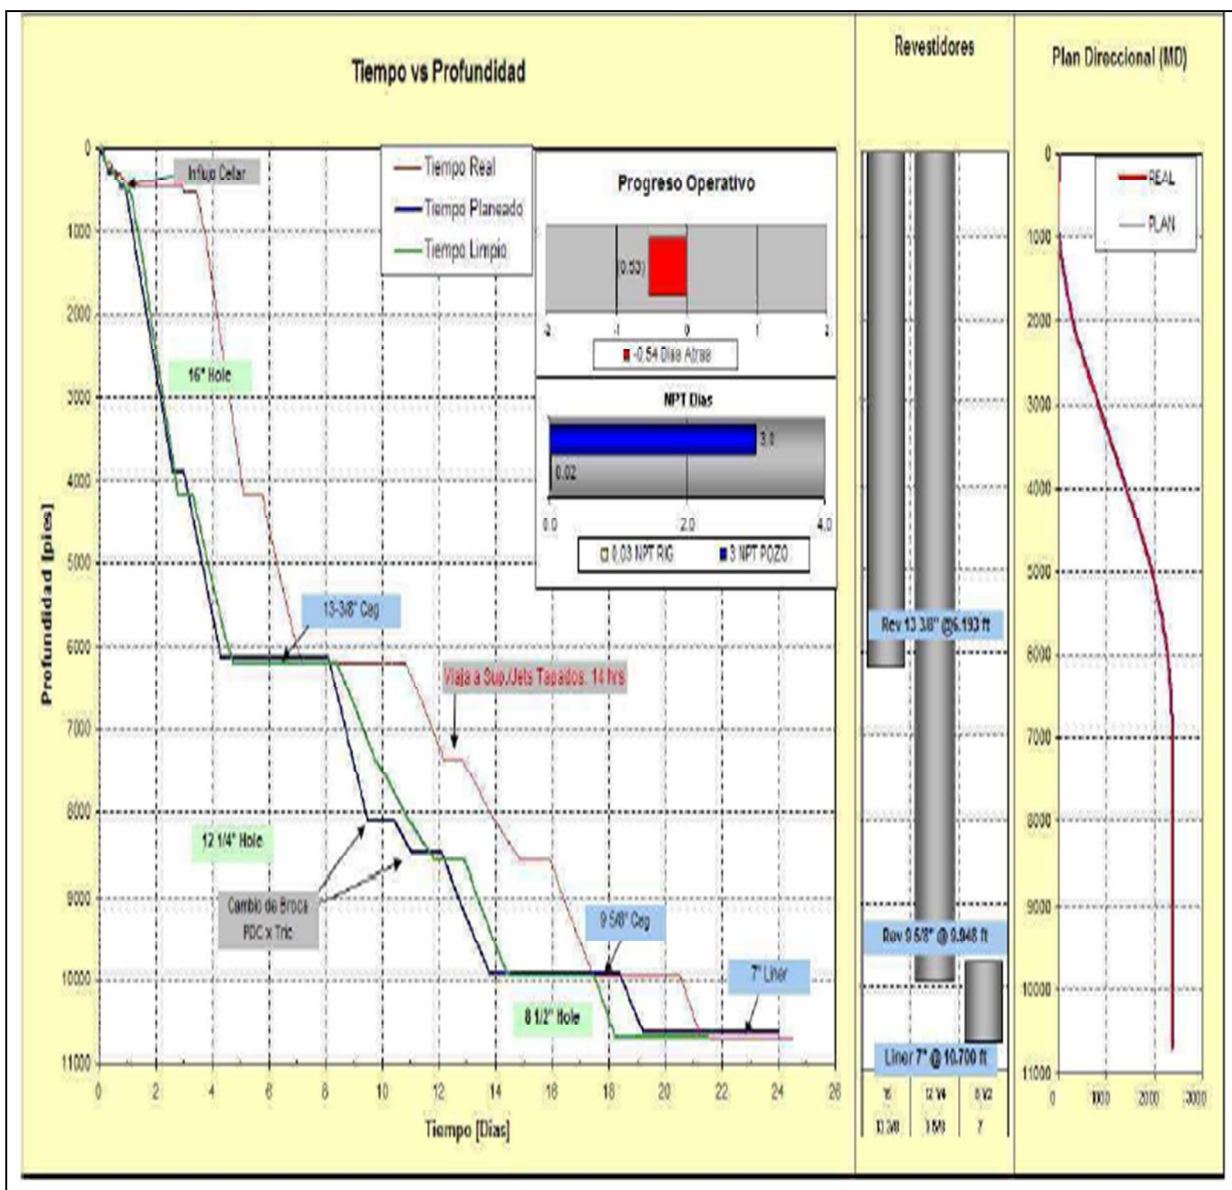 Tiempo vs Profundidad
Tiempo Real
Tiempo Planeado
Tiempo Limpio
Influjo Cellar
16" Hole
13-3/8" Csg
Viaje a Sup./Jets Tapados. 14 hrs
12 1/4" Hole
Cambio de Broca
PDC x Tric
9 5/8" Csg
7" Liner
8 1/2" Hole
Profundidad [pies]
0
1000
2000
3000
4000
5000
6000
7000
8000
9000
10000
11000
0 2 4 6 8 10 12 14 16 18 20 22 24 26
Tiempo [Dias]
Progreso Operativo
(0.53)
-2 -1 0 1 2
-0.54 Dias Atras
NPT Dias
3.0
0.02
0.0 2.0 4.0
0.03 NPT RIG
3 NPT POZO
Revestidores
Rev 13 3/8" @6.193 ft
Rev 9 5/8" @ 9.948 ft
Liner 7" @ 10.700 ft
16 12 1/4 8 1/2
13 3/8 9 5/8 7
Plan Direccional (MD)
REAL
PLAN
0
1000
2000
3000
4000
5000
6000
7000
8000
9000
10000
11000
0 1000 2000 3000